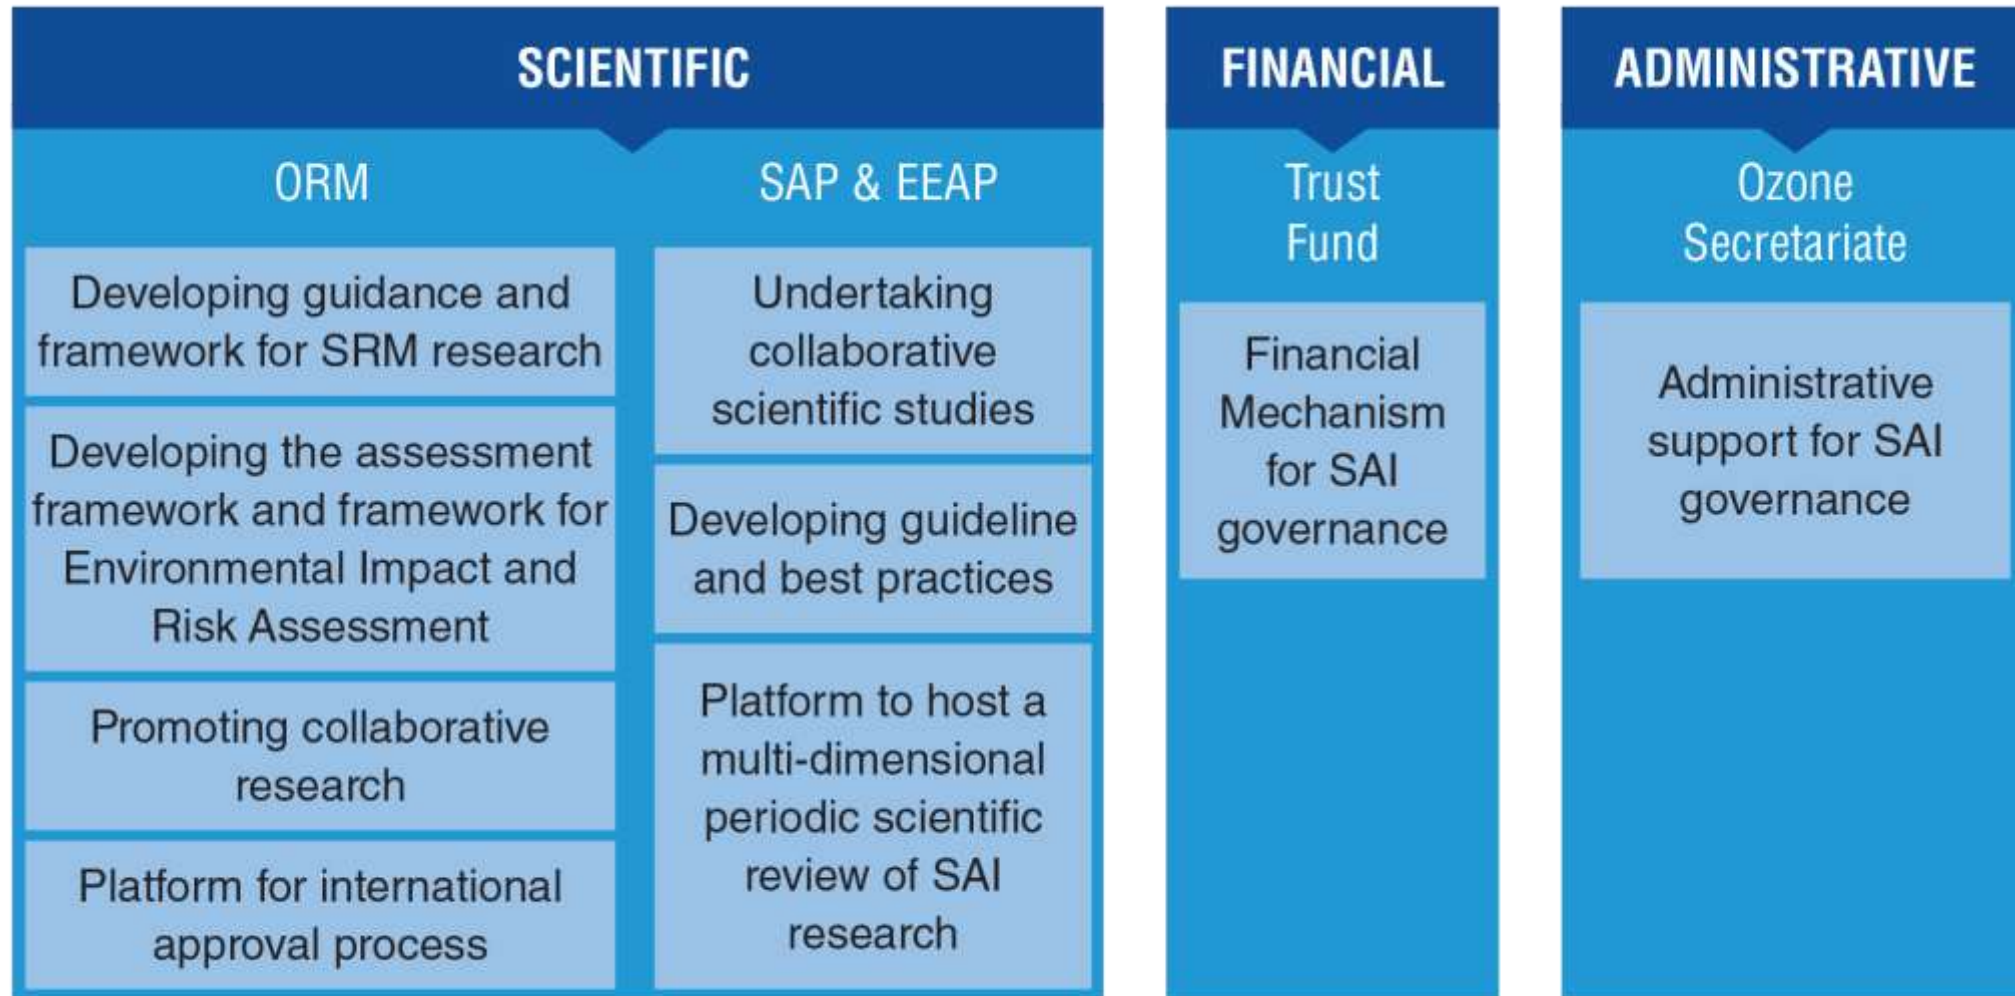 SCIENTIFIC
ORM
Developing guidance and
framework for SRM research
Developing the assessment
framework and framework for
Environmental Impact and
Risk Assessment
Promoting collaborative
research
Platform for international
approval process
SAP & EEAP
Undertaking
collaborative
scientific studies
Developing guideline
and best practices
Platform to host a
multi-dimensional
periodic scientific
review of SAI
research
FINANCIAL
Trust
Fund
Financial
Mechanism
for SAI
governance
ADMINISTRATIVE
Ozone
Secretariate
Administrative
support for SAI
governance